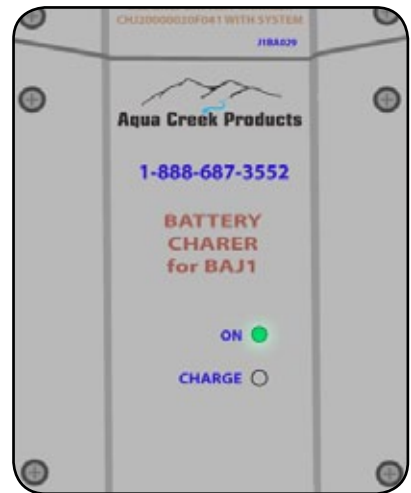 CHJ20000020F041 WITH SYSTEM
J1BA029
Aqua Creek Products
1-888-687-3552
BATTERY
CHARER
for BAJ1
ON
CHARGE